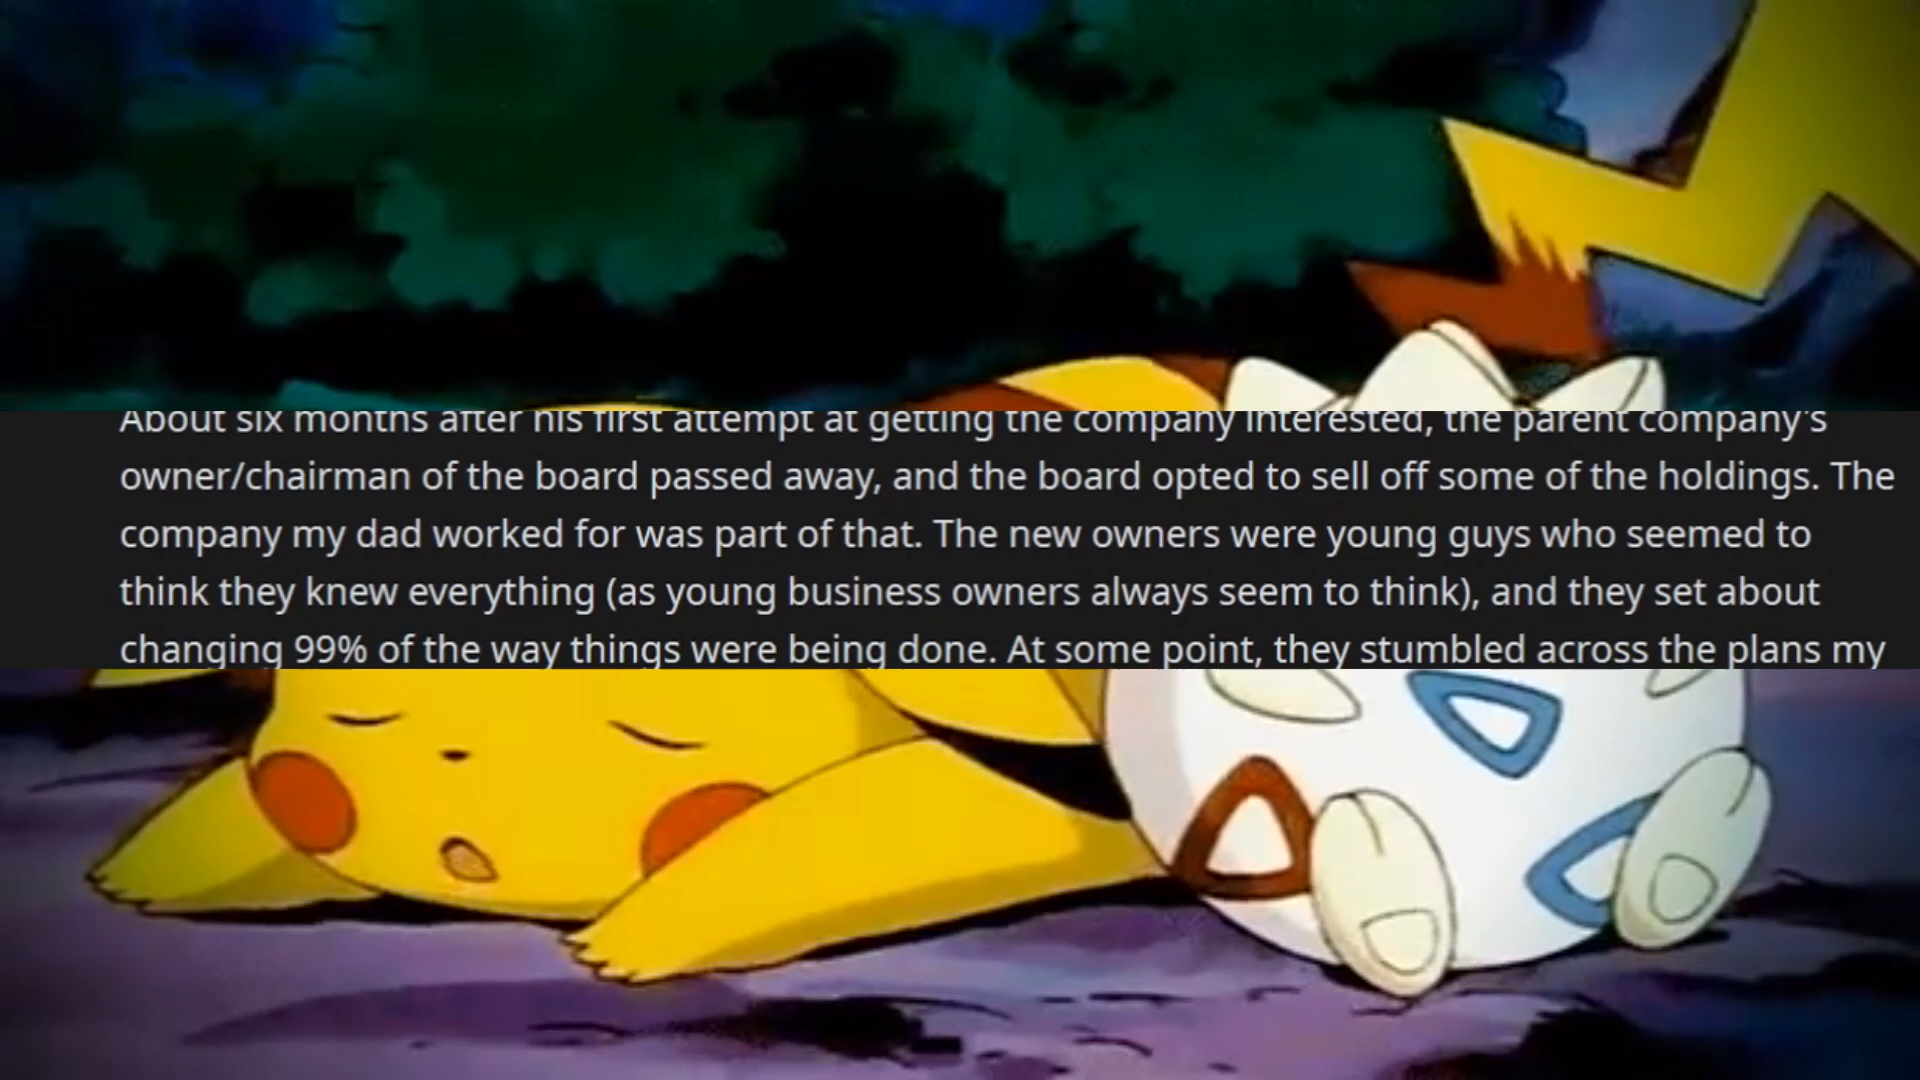 About six months after his first attempt at getting the company interested, the parent company's
owner/chairman of the board passed away, and the board opted to sell off some of the holdings. The
company my dad worked for was part of that. The new owners were young guys who seemed to
think they knew everything (as young business owners always seem to think), and they set about
changing 99% of the way things were being done. At some point, they stumbled across the plans my